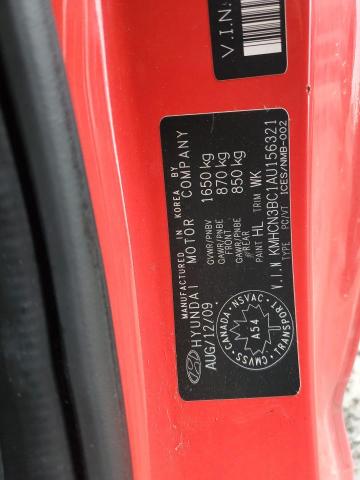 V.I.N:
MANUFACTURED IN KOREA BY
HYUNDAI MOTOR COMPANY
AUG/12/09
GVWR/PNBV 1650 kg
GAWR/PNBE FRONT 870 kg
GAWR/PNBE #REAR 850 kg
PAINT HL TRIM WK
V.I.N KMHCN3BC1AU156321
TYPE PC/VT ICES/NMB-002
CANADA NSVAC
A54
TRANSPORT CMVSS